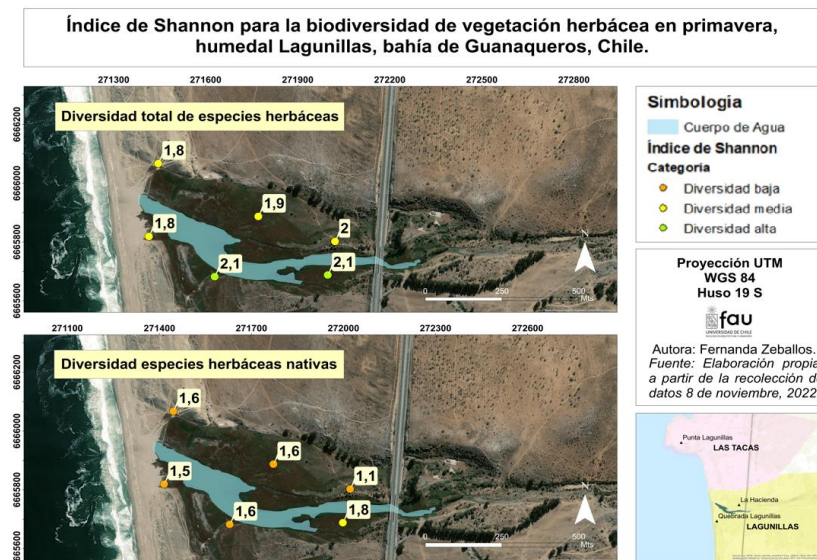 Índice de Shannon para la biodiversidad de vegetación herbácea en primavera,
humedal Lagunillas, bahía de Guanaqueros, Chile.
271300 271600 271900 272200 272500 272800
6666200
6666000
6665800
6665600
Diversidad total de especies herbáceas
1,8
1,9
1,8
2
2,1
2,1
N
0 250 500
Mts
271100 271400 271700 272000 272300 272600
6666200
6666000
6665800
6665600
Diversidad especies herbáceas nativas
1,6
1,6
1,5
1,1
1,6
1,8
N
0 250 500
Mts
Simbología
Cuerpo de Agua
Índice de Shannon
Categoría
Diversidad baja
Diversidad media
Diversidad alta
Proyección UTM
WGS 84
Huso 19 S
fau
UNIVERSIDAD DE CHILE
Autora: Fernanda Zeballos.
Fuente: Elaboración propia
a partir de la recolección d
datos 8 de noviembre, 2022
Punta Lagunillas
LAS TACAS
La Hacienda
Quebrada Lagunillas
LAGUNILLAS